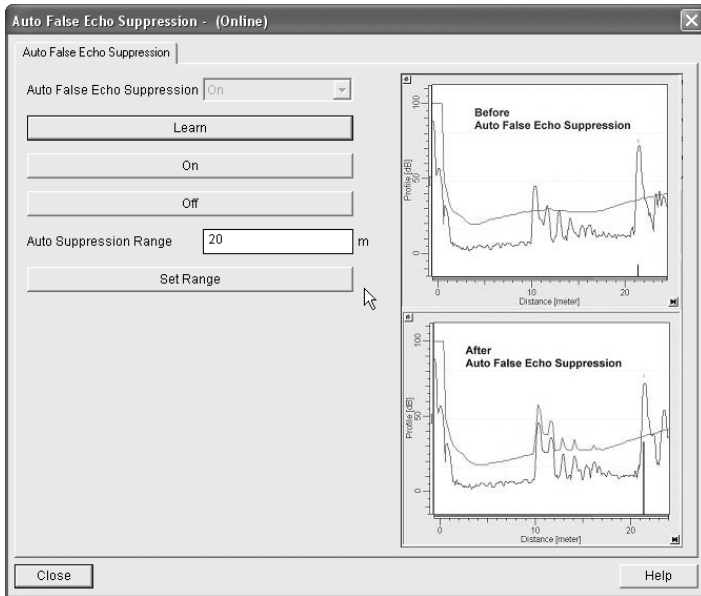 Auto False Echo Suppression - (Online)
Auto False Echo Suppression
Auto False Echo Suppression On
Learn
On
Off
Auto Suppression Range 20 m
Set Range
Before
Auto False Echo Suppression
Profile [dB]
100
50
0
0 10 20
Distance [meter]
After
Auto False Echo Suppression
Profile [dB]
100
50
0
0 10 20
Distance [meter]
Close
Help